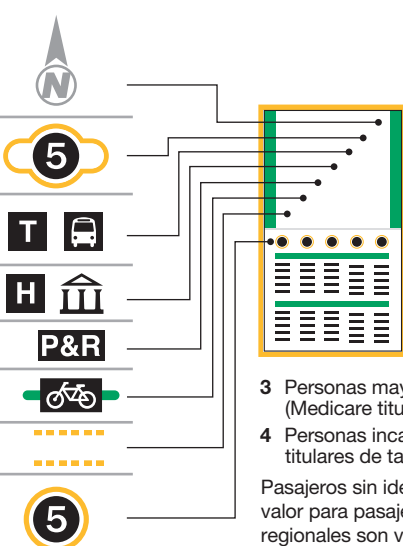 N
5
T
H
P&R
5
3 Personas may
(Medicare titu
4 Personas inca
titulares de ta
Pasajeros sin ide
valor para pasaje
regionales son v